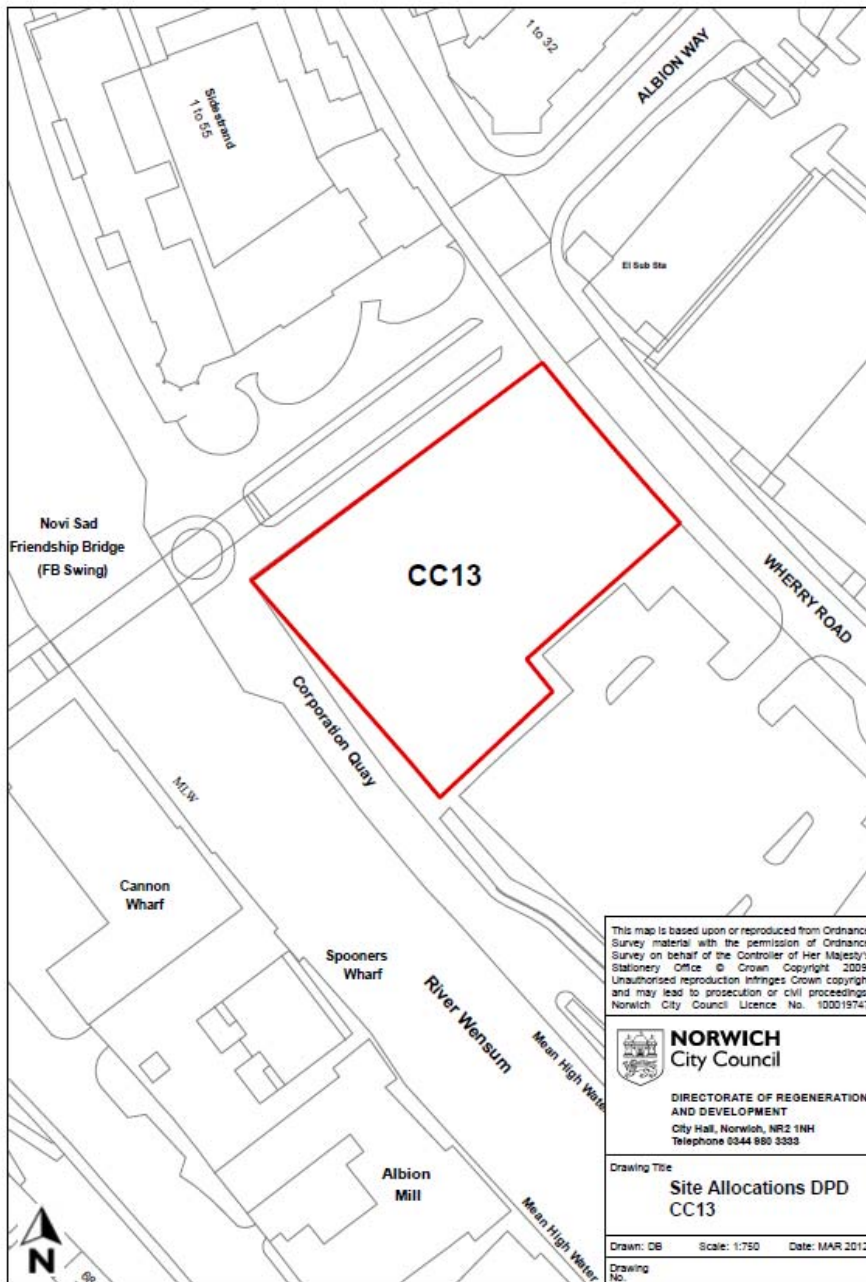 1 to 32
ALBION WAY
Sidestrand
1 to 55
El Sub Sta
Novi Sad
Friendship Bridge
(FB Swing)
CC13
WHERRY ROAD
Corporation Quay
MLW
Cannon
Wharf
Spooners
Wharf
River Wensum
Mean High Water
Albion
Mill
Mean High Water
68
N
This map is based upon or reproduced from Ordnance
Survey material with the permission of Ordnance
Survey on behalf of the Controller of Her Majesty's
Stationery Office © Crown Copyright 2009.
Unauthorised reproduction infringes Crown copyright
and may lead to prosecution or civil proceedings.
Norwich City Council Licence No. 100019747
NORWICH
City Council
DIRECTORATE OF REGENERATION
AND DEVELOPMENT
City Hall, Norwich, NR2 1NH
Telephone 0344 980 3333
Drawing Title
Site Allocations DPD
CC13
Drawn: DB Scale: 1:750 Date: MAR 2012
Drawing
No.